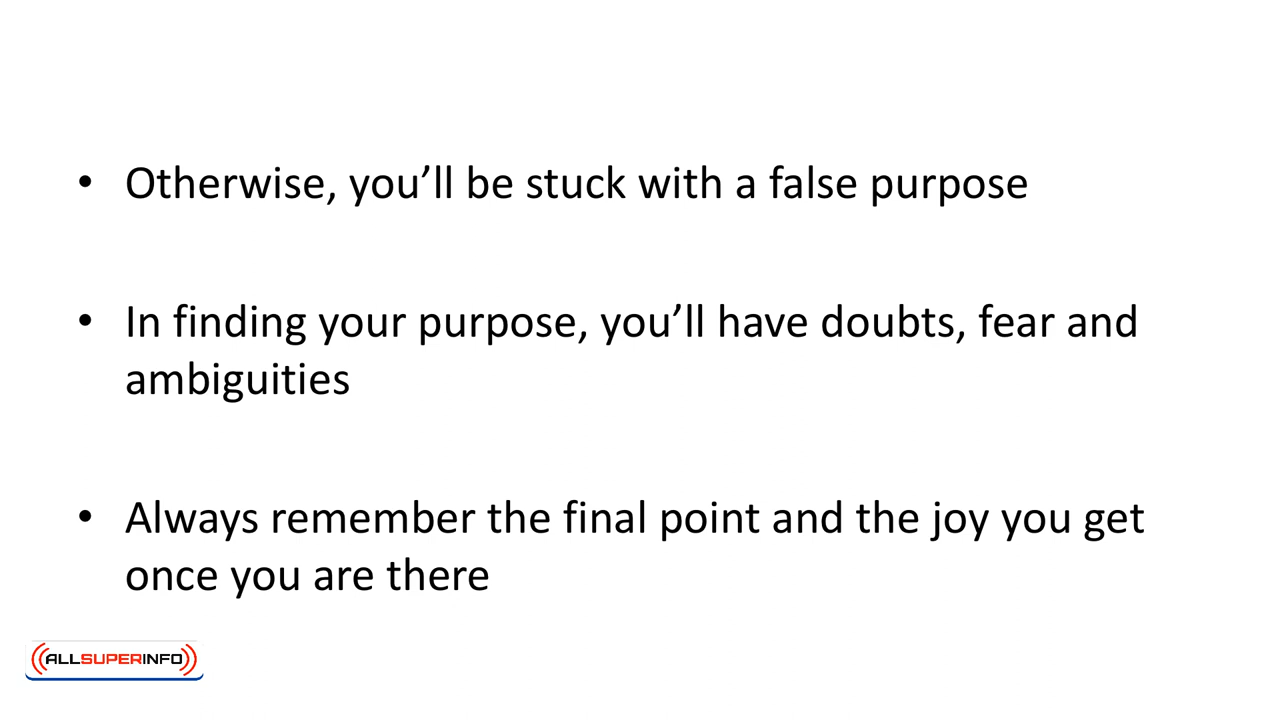 • Otherwise, you’ll be stuck with a false purpose
• In finding your purpose, you’ll have doubts, fear and
ambiguities
• Always remember the final point and the joy you get
once you are there
ALLSUPERINFO